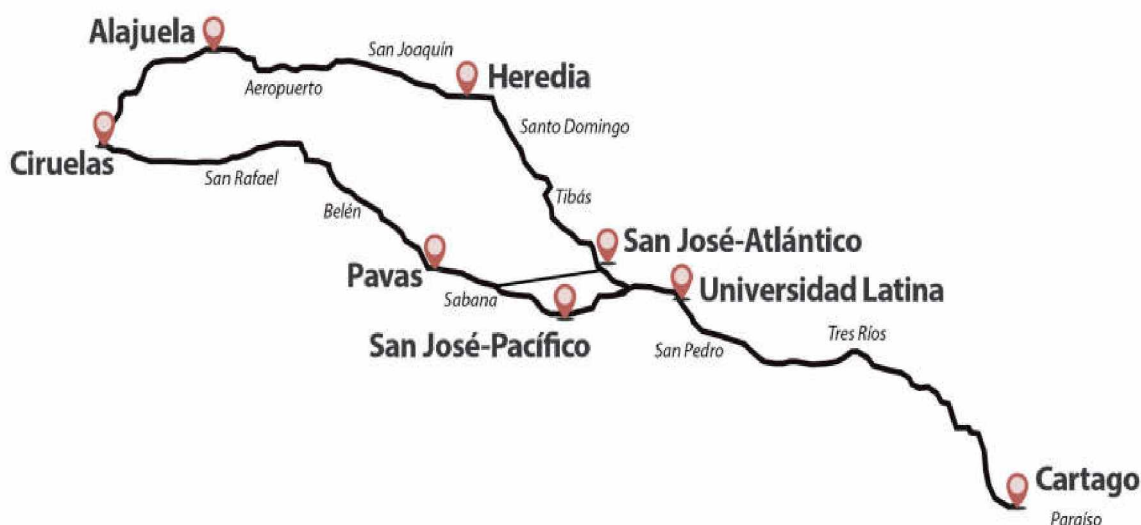 Alajuela
San Joaquín
Heredia
Aeropuerto
Santo Domingo
Ciruelas
San Rafael
Tibás
Belén
San José-Atlántico
Pavas
Universidad Latina
Sabana
San José-Pacífico
San Pedro
Tres Ríos
Cartago
Paraíso